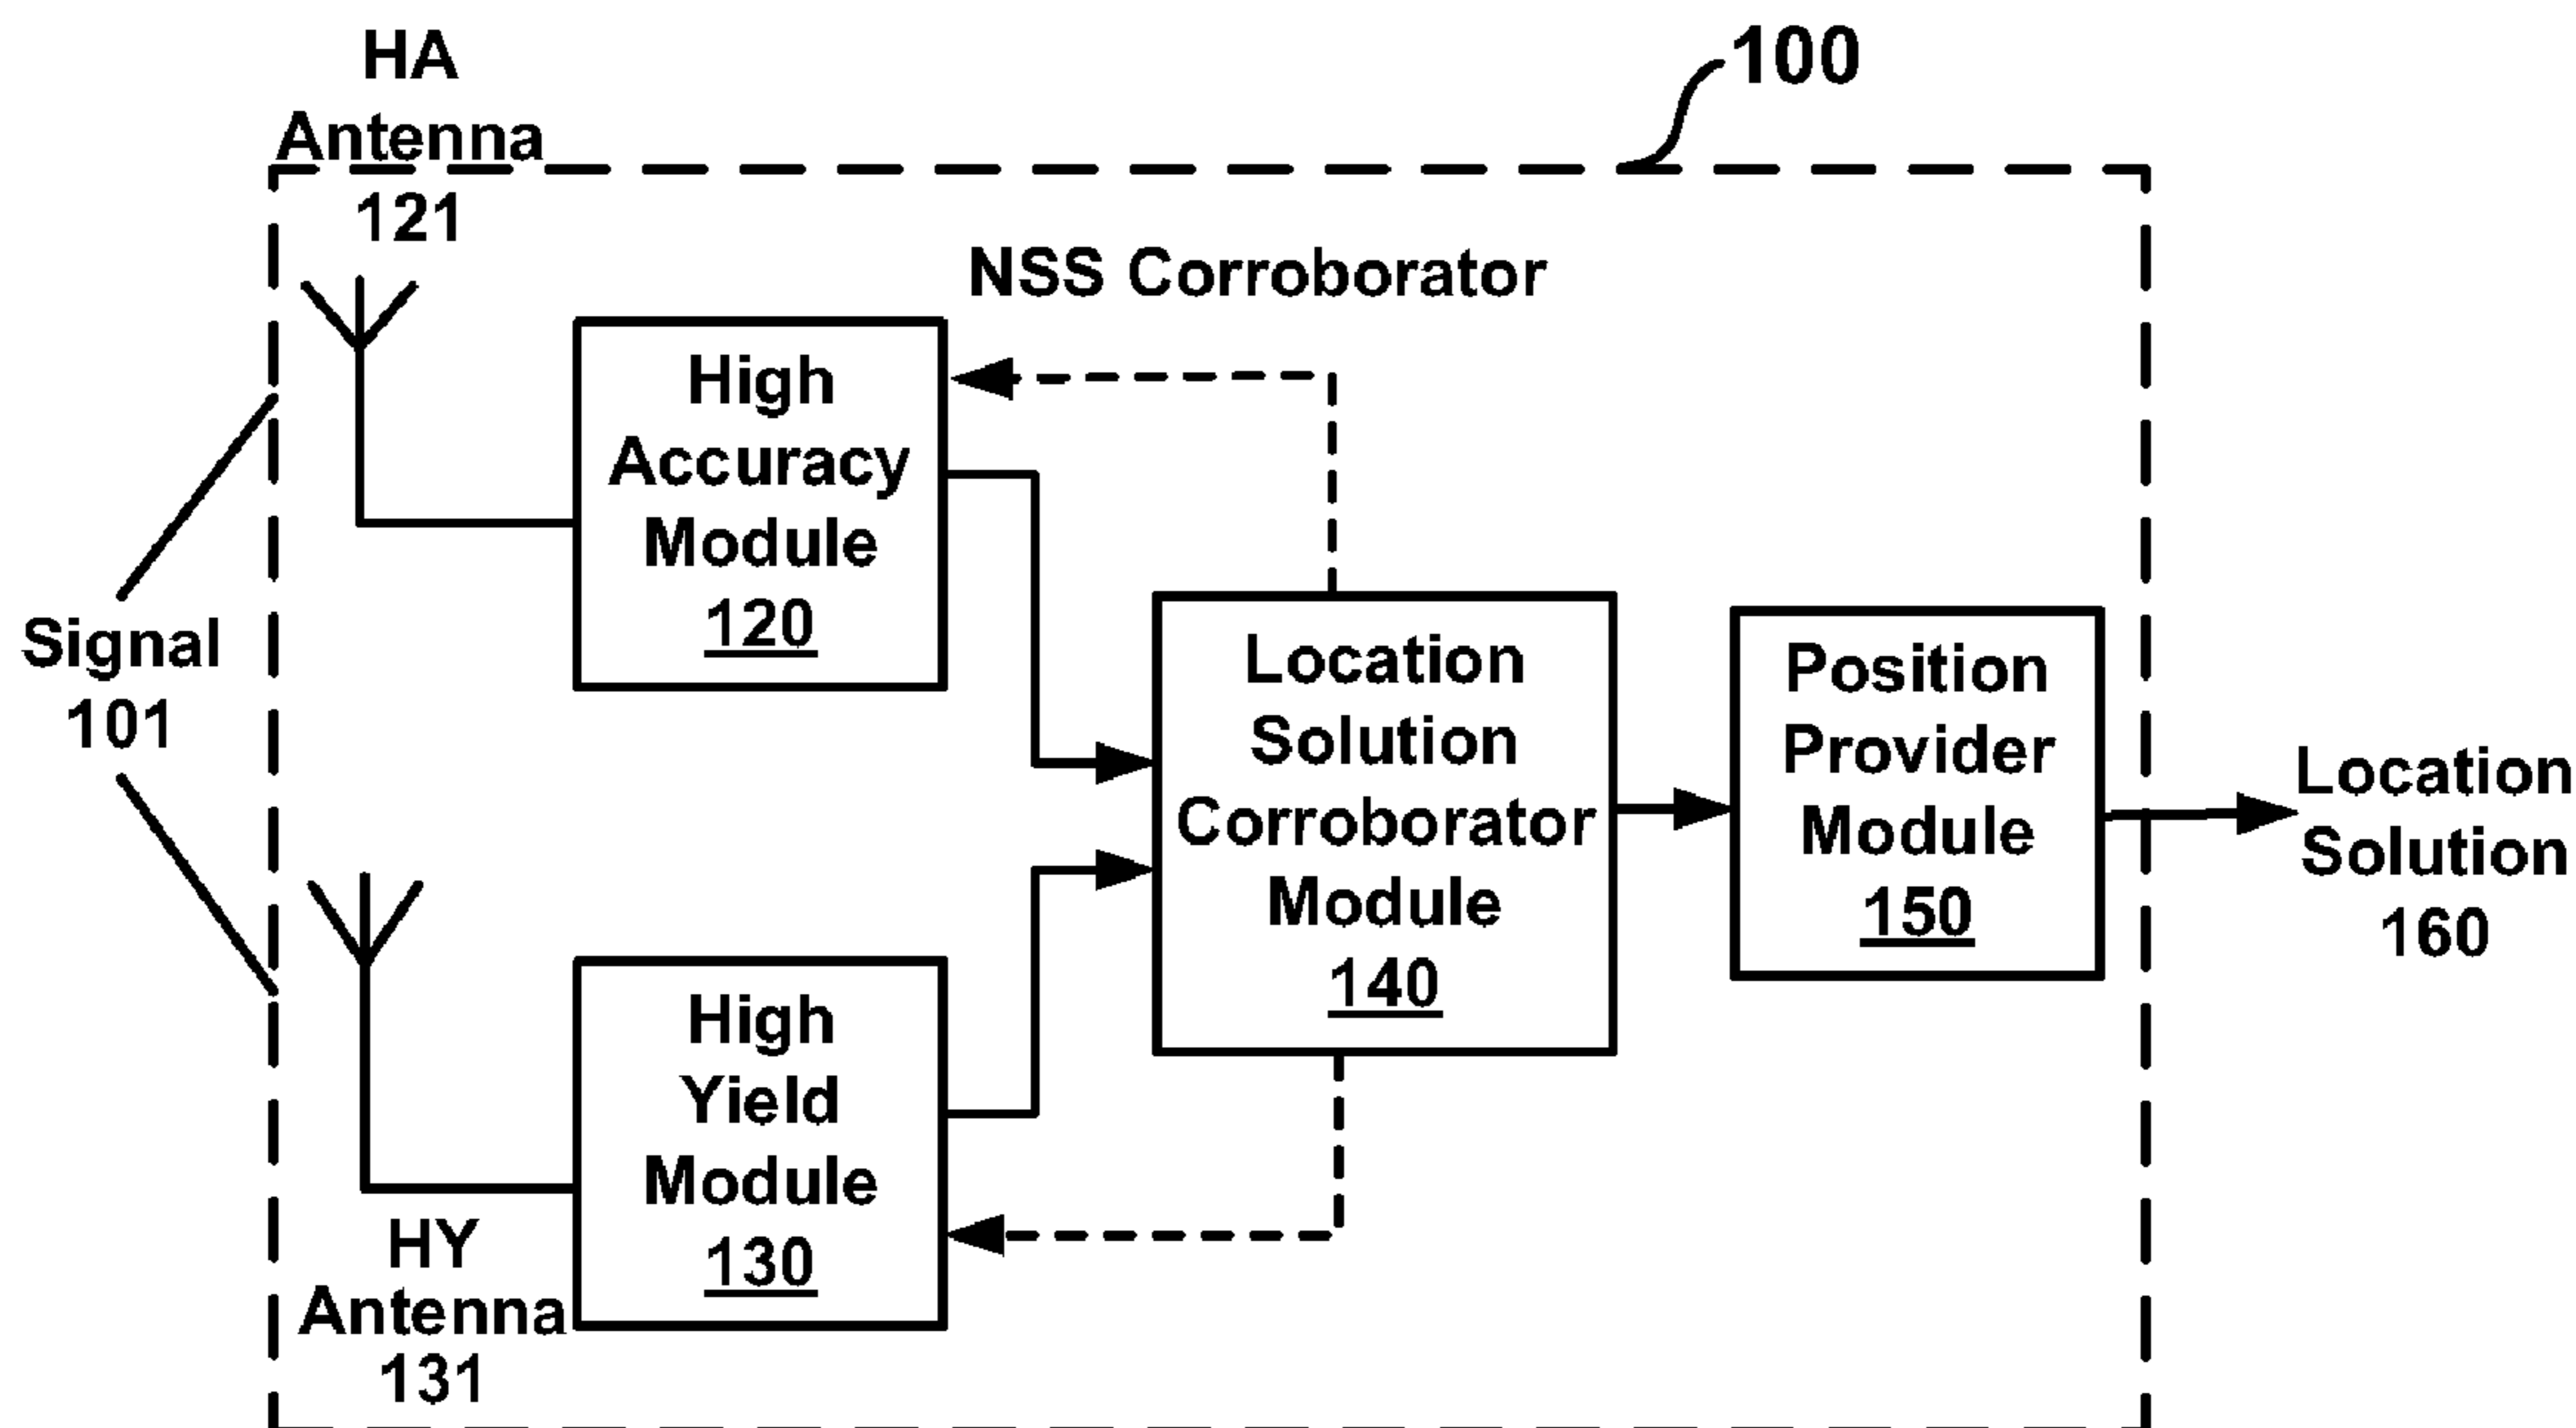 HA
Antenna
121
100
NSS Corroborator
High
Accuracy
Module
120
Signal
101
Location
Solution
Corroborator
Module
140
Position
Provider
Module
150
Location
Solution
160
High
Yield
Module
130
HY
Antenna
131